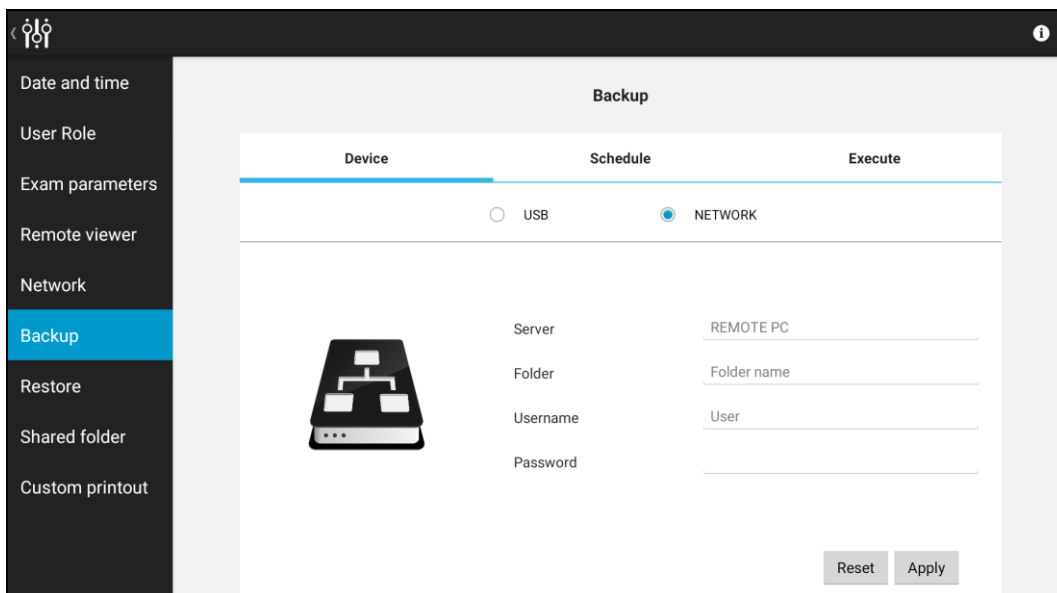 Date and time
User Role
Exam parameters
Remote viewer
Network
Backup
Restore
Shared folder
Custom printout
Backup
Device Schedule Execute
USB NETWORK
Server REMOTE PC
Folder Folder name
Username User
Password
Reset Apply